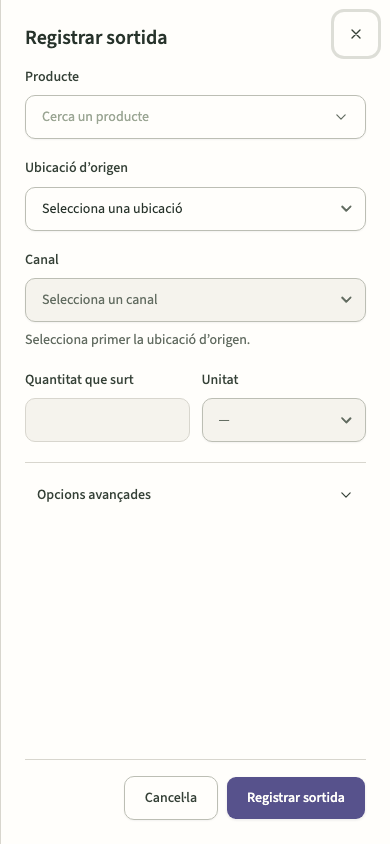 Registrar sortida
Producte
Cerca un producte
Ubicació d’origen
Selecciona una ubicació
Canal
Selecciona un canal
Selecciona primer la ubicació d’origen.
Quantitat que surt Unitat
—
Opcions avançades
Cancel·la Registrar sortida